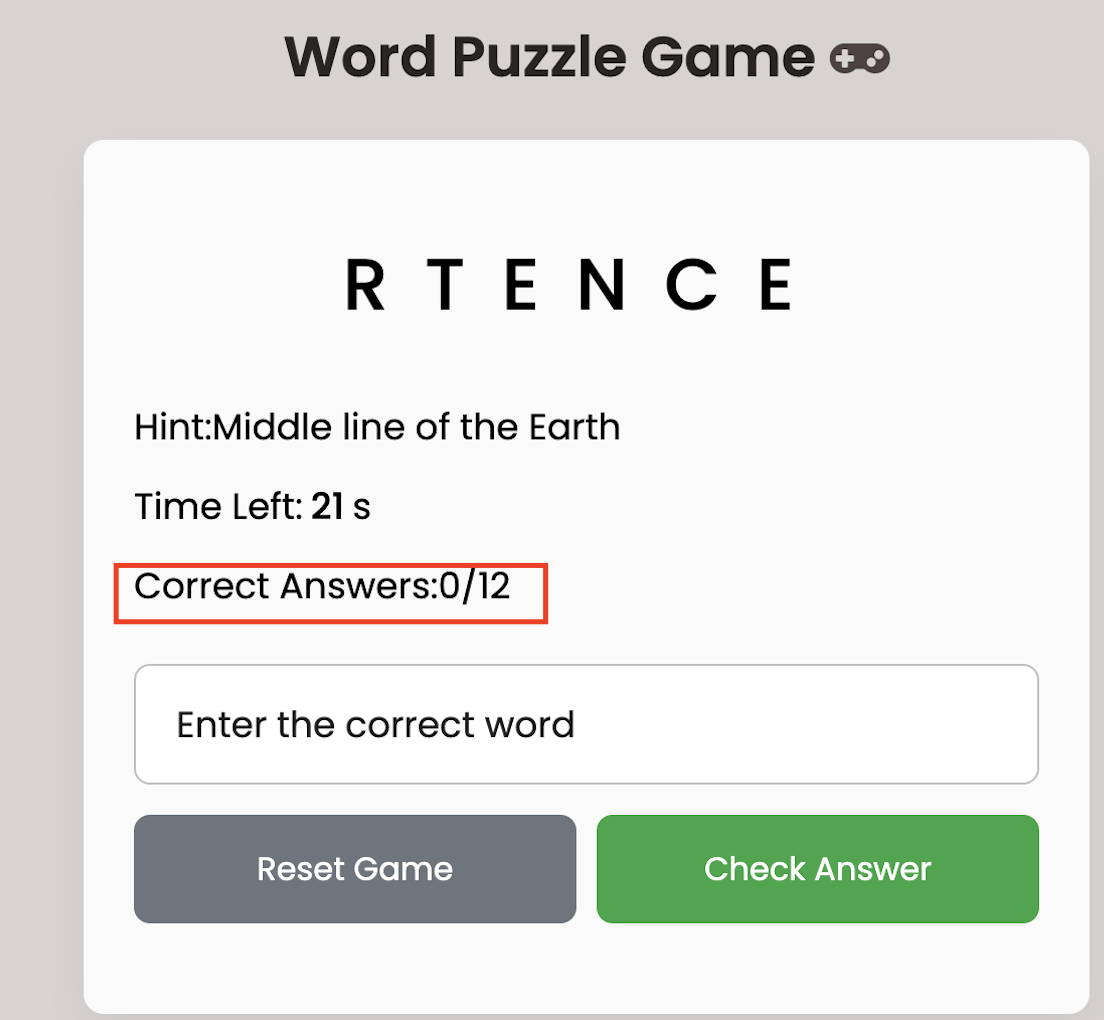 Word Puzzle Game
R T E N C E
Hint:Middle line of the Earth
Time Left: 21 s
Correct Answers:0/12
Enter the correct word
Reset Game
Check Answer